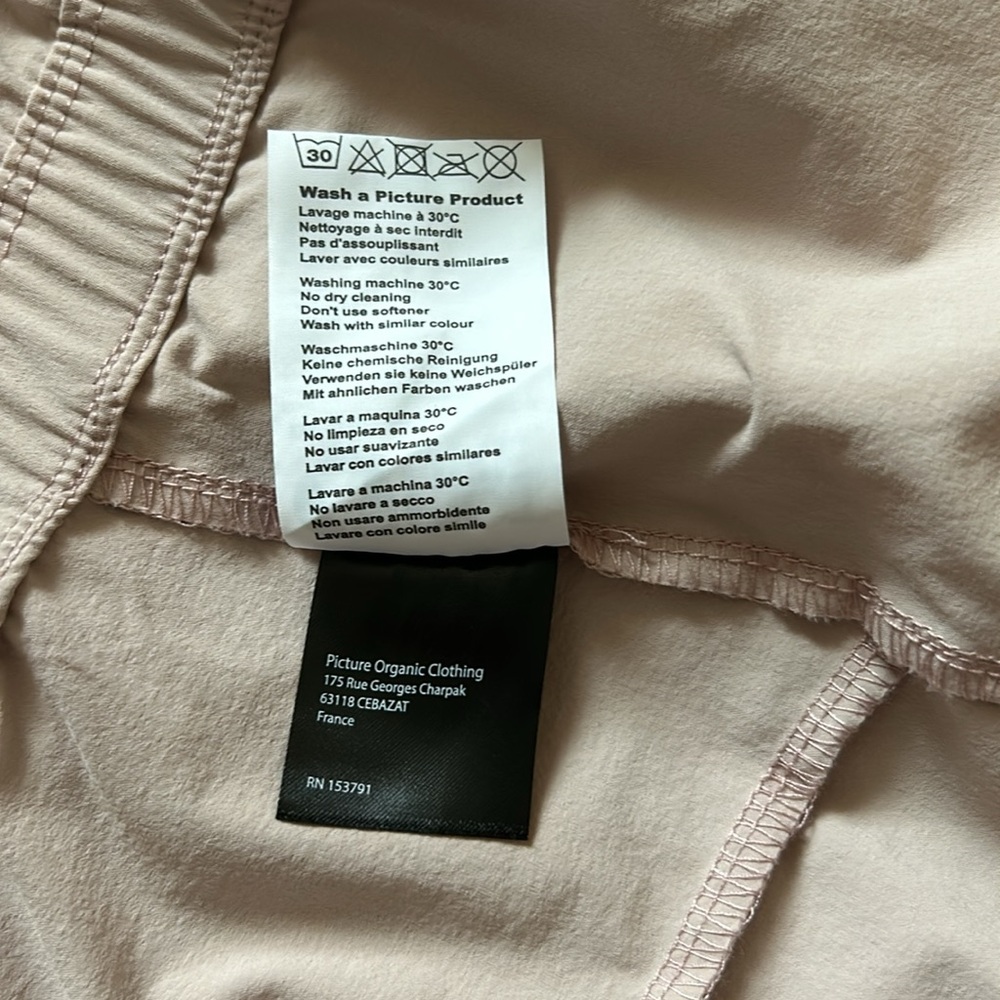 30
Wash a Picture Product
Lavage machine à 30°C
Nettoyage à sec interdit
Pas d'assouplissant
Laver avec couleurs similaires
Washing machine 30°C
No dry cleaning
Don't use softener
Wash with similar colour
Waschmaschine 30°C
Keine chemische Reinigung
Verwenden sie keine Weichspüler
Mit ahnlichen Farben waschen
Lavar a maquina 30°C
No limpieza en seco
No usar suavizante
Lavar con colores similares
Lavare a machina 30°C
No lavare a secco
Non usare ammorbidente
Lavare con colore simile
Picture Organic Clothing
175 Rue Georges Charpak
63118 CEBAZAT
France
RN 153791